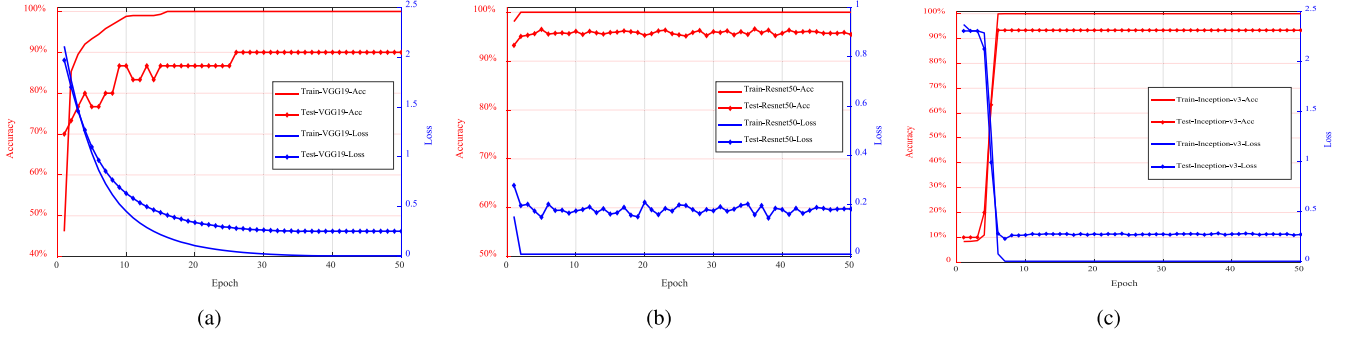 100%
90%
80%
70%
60%
50%
40%
Accuracy
0
10
20
30
40
50
Epoch
2.5
2
1.5
1
0.5
0
Loss
Train-VGG19-Acc
Test-VGG19-Acc
Train-VGG19-Loss
Test-VGG19-Loss
(a)
100%
90%
80%
70%
60%
50%
Accuracy
0
10
20
30
40
50
Epoch
1
0.8
0.6
0.4
0.2
0
Loss
Train-Resnet50-Acc
Test-Resnet50-Acc
Train-Resnet50-Loss
Test-Resnet50-Loss
(b)
100%
90%
80%
70%
60%
50%
40%
30%
20%
10%
0
Accuracy
0
10
20
30
40
50
Epoch
2.5
2
1.5
1
0.5
0
Loss
Train-Inception-v3-Acc
Test-Inception-v3-Acc
Train-Inception-v3-Loss
Test-Inception-v3-Loss
(c)